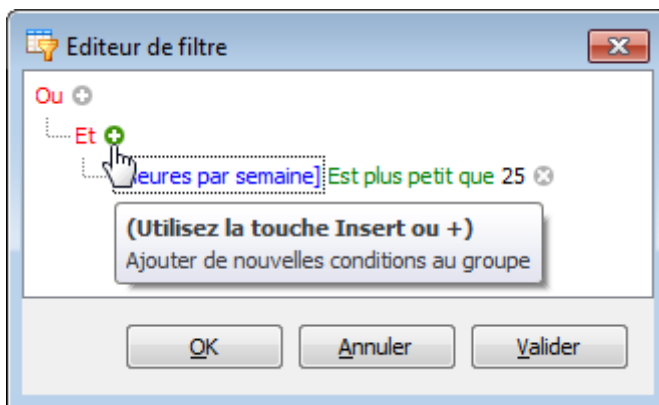 Editeur de filtre
Ou
Et
eures par semaine] Est plus petit que 25
(Utilisez la touche Insert ou +)
Ajouter de nouvelles conditions au groupe
OK Annuler Valider